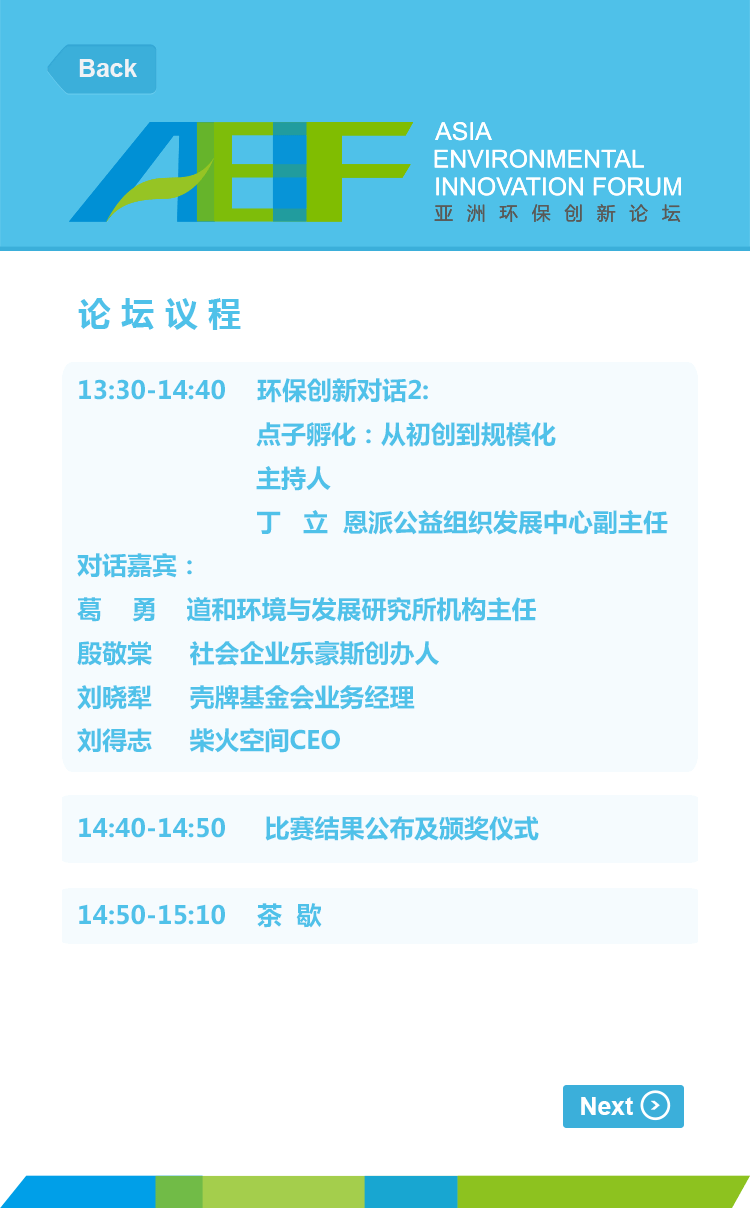 Back
AEIF
ASIA
ENVIRONMENTAL
INNOVATION FORUM
亚洲环保创新论坛
论坛议程
13:30-14:40 环保创新对话2:
点子孵化：从初创到规模化
主持人
丁 立 恩派公益组织发展中心副主任
对话嘉宾：
葛 勇 道和环境与发展研究所机构主任
殷敬棠 社会企业乐豪斯创办人
刘晓犁 壳牌基金会业务经理
刘得志 柴火空间CEO
14:40-14:50 比赛结果公布及颁奖仪式
14:50-15:10 茶 歇
Next